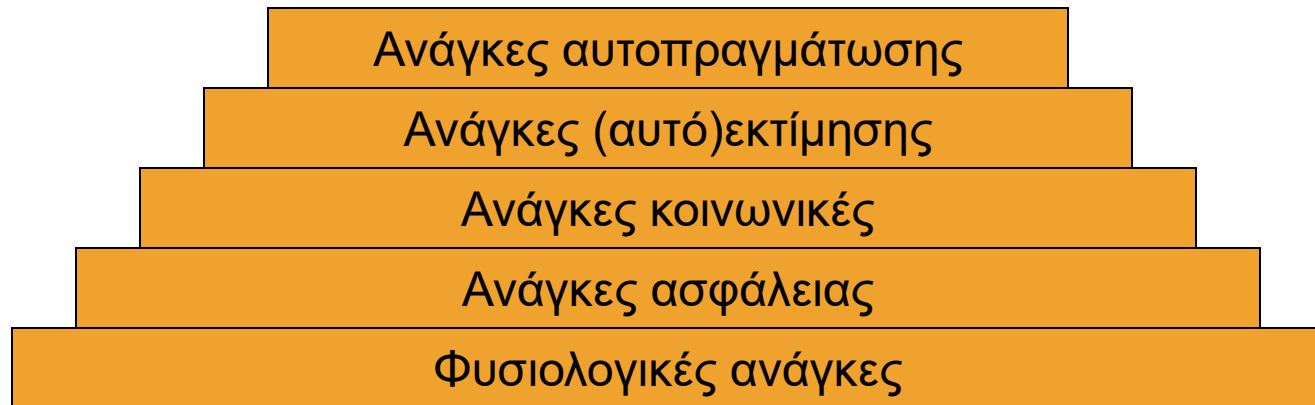 Ανάγκες αυτοπραγμάτωσης
Ανάγκες (αυτό)εκτίμησης
Ανάγκες κοινωνικές
Ανάγκες ασφάλειας
Φυσιολογικές ανάγκες